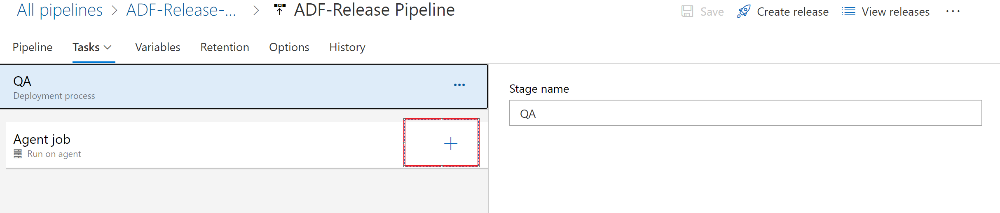 All pipelines > ADF-Release-... > ADF-Release Pipeline
Save Create release View releases ...
Pipeline Tasks Variables Retention Options History
QA
Deployment process
Stage name
QA
Agent job
Run on agent